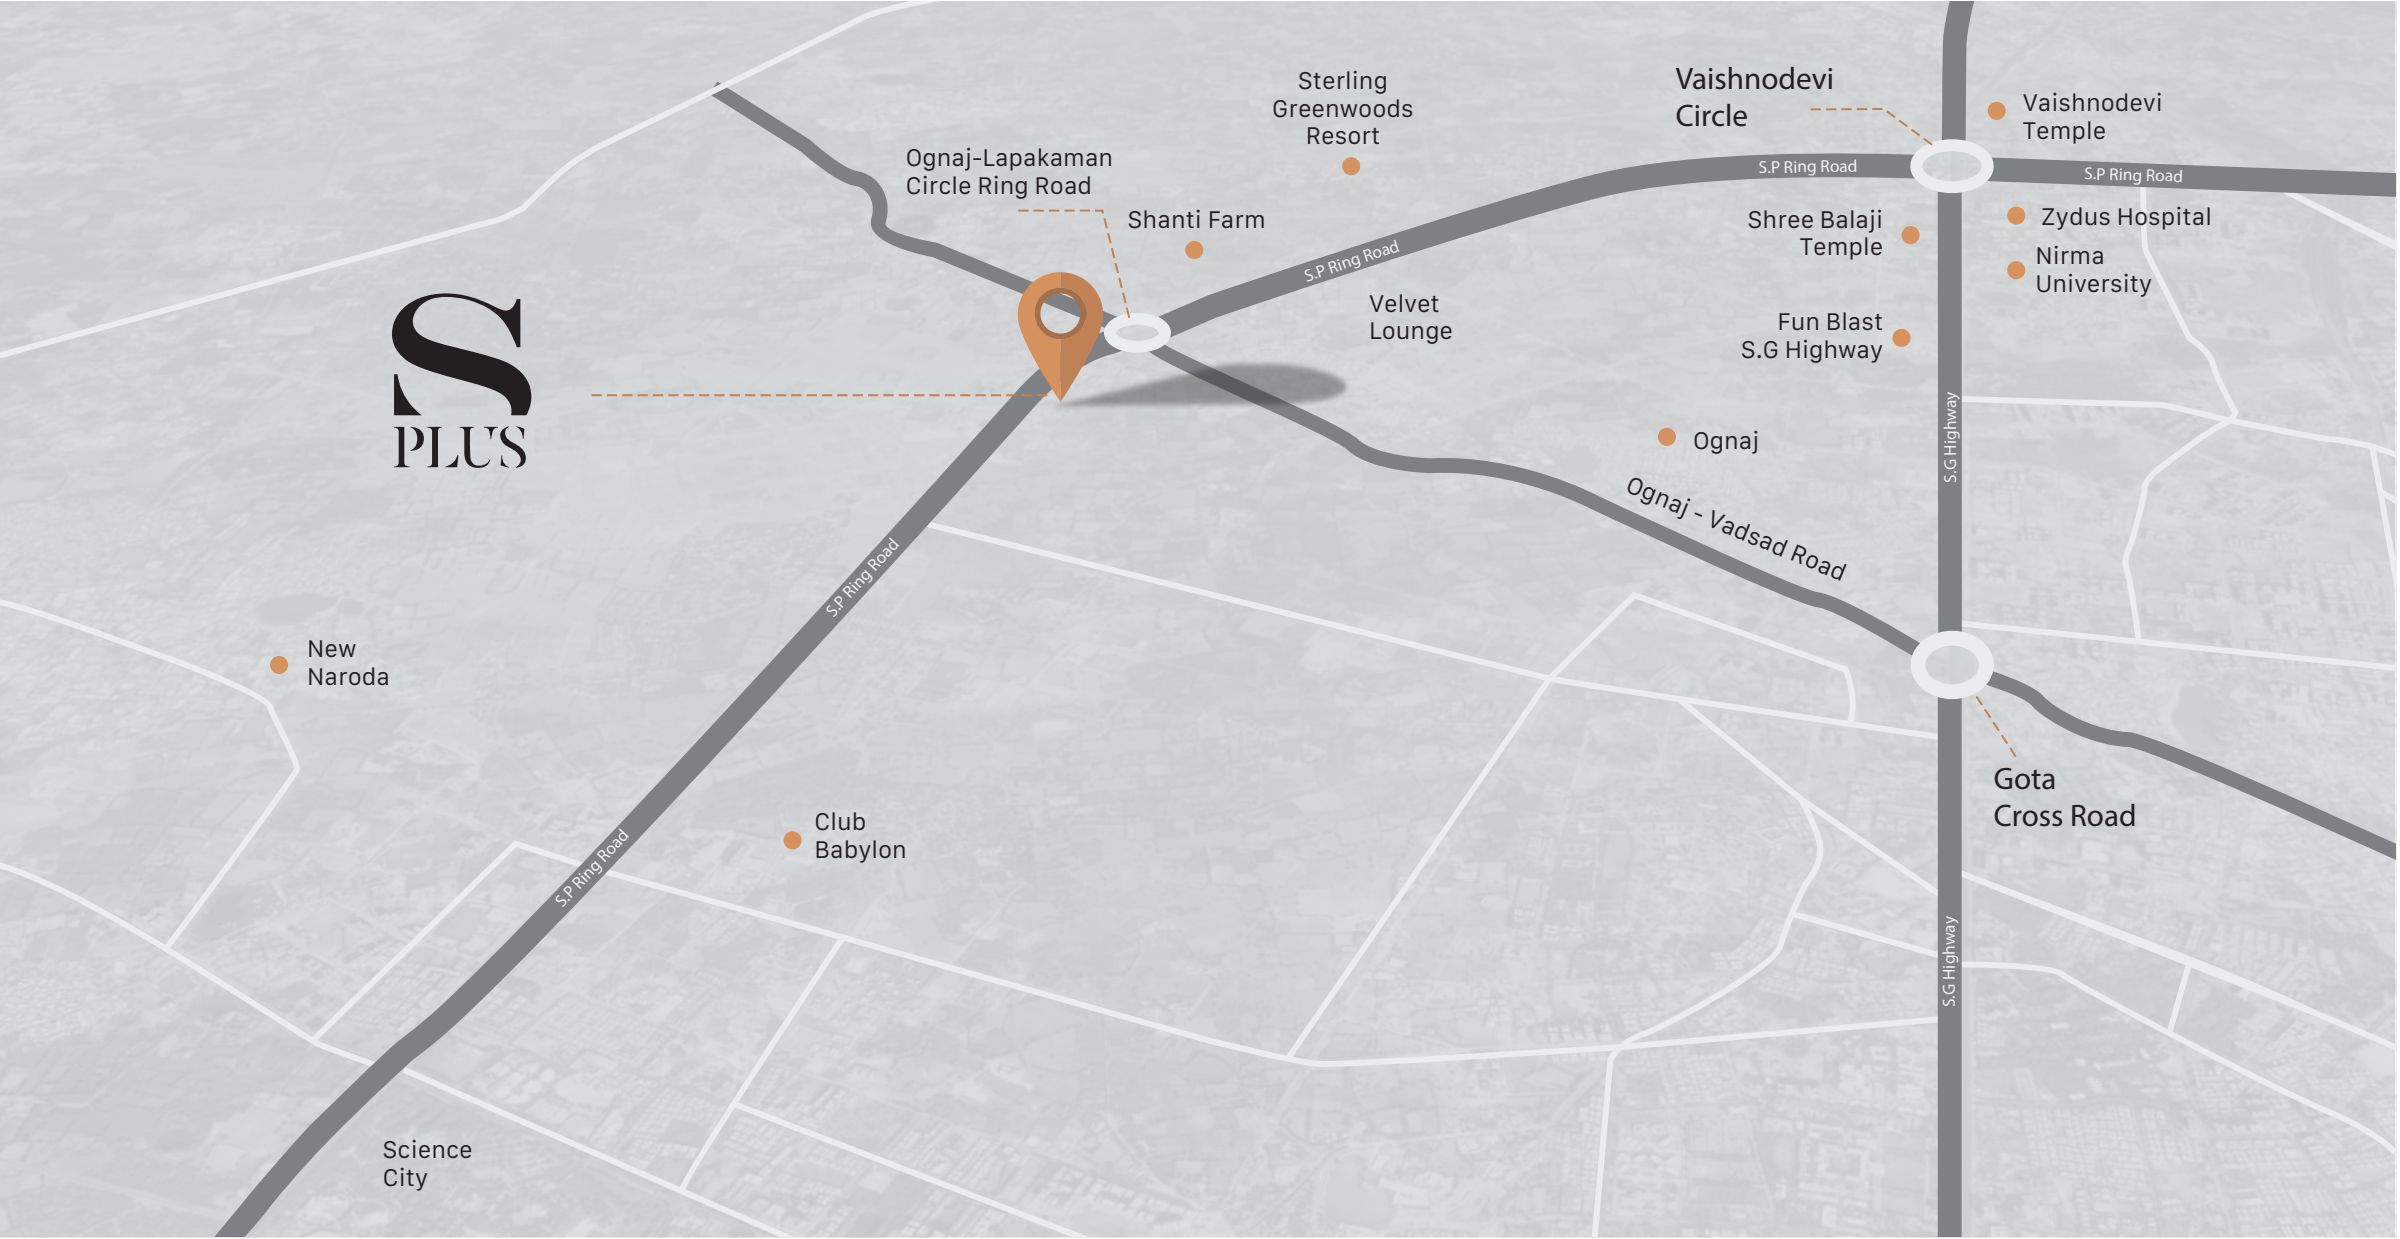 Sterling
Greenwoods
Resort
Vaishnodevi
Circle
Vaishnodevi
Temple
Ognaj-Lapakaman
Circle Ring Road
S.P Ring Road
S.P Ring Road
Shanti Farm
Shree Balaji
Temple
Zydus Hospital
Nirma
University
S.P Ring Road
Velvet
Lounge
Fun Blast
S.G Highway
S
PLUS
S.G Highway
Ognaj
Ognaj - Vadsad Road
S.P Ring Road
New
Naroda
Gota
Cross Road
Club
Babylon
S.P Ring Road
S.G Highway
Science
City